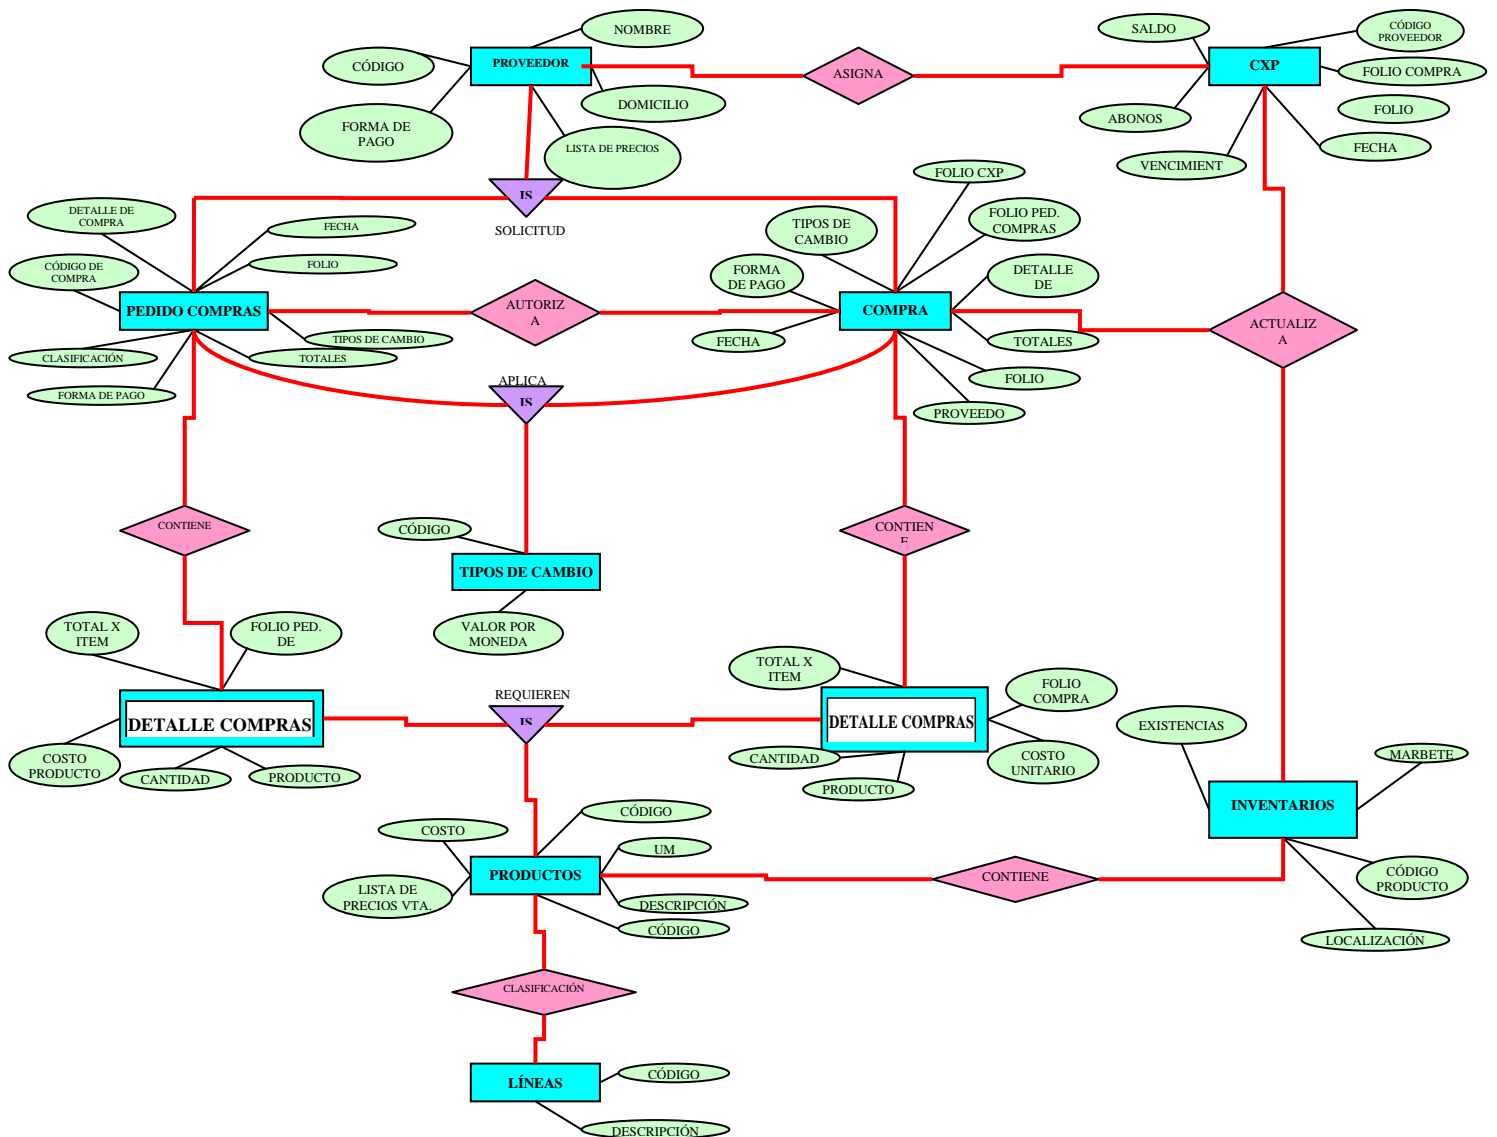 NOMBRE
SALDO
CÓDIGO
PROVEEDOR
CÓDIGO
PROVEEDOR
ASIGNA
CXP
FOLIO COMPRA
FORMA DE
PAGO
DOMICILIO
ABONOS
FOLIO
LISTA DE PRECIOS
VENCIMIENT
FECHA
FOLIO CXP
IS
SOLICITUD
DETALLE DE
COMPRA
FECHA
TIPOS DE
CAMBIO
FOLIO PED.
COMPRAS
CÓDIGO DE
COMPRA
FOLIO
FORMA
DE PAGO
DETALLE
DE
PEDIDO COMPRAS
AUTORIZ
A
COMPRA
ACTUALIZ
A
CLASIFICACIÓN
TIPOS DE CAMBIO
TOTALES
FECHA
TOTALES
FORMA DE PAGO
APLICA
IS
FOLIO
PROVEEDO
CONTIENE
CÓDIGO
CONTIEN
E
TIPOS DE CAMBIO
TOTAL X
ITEM
FOLIO PED.
DE
VALOR POR
MONEDA
TOTAL X
ITEM
FOLIO
COMPRA
DETALLE COMPRAS
REQUIEREN
IS
DETALLE COMPRAS
EXISTENCIAS
COSTO
PRODUCTO
CANTIDAD
PRODUCTO
CANTIDAD
PRODUCTO
COSTO
UNITARIO
MARBETE
INVENTARIOS
COSTO
CÓDIGO
UM
LISTA DE
PRECIOS VTA.
PRODUCTOS
CONTIENE
CÓDIGO
PRODUCTO
DESCRIPCIÓN
CÓDIGO
LOCALIZACIÓN
CLASIFICACIÓN
LÍNEAS
CÓDIGO
DESCRIPCIÓN